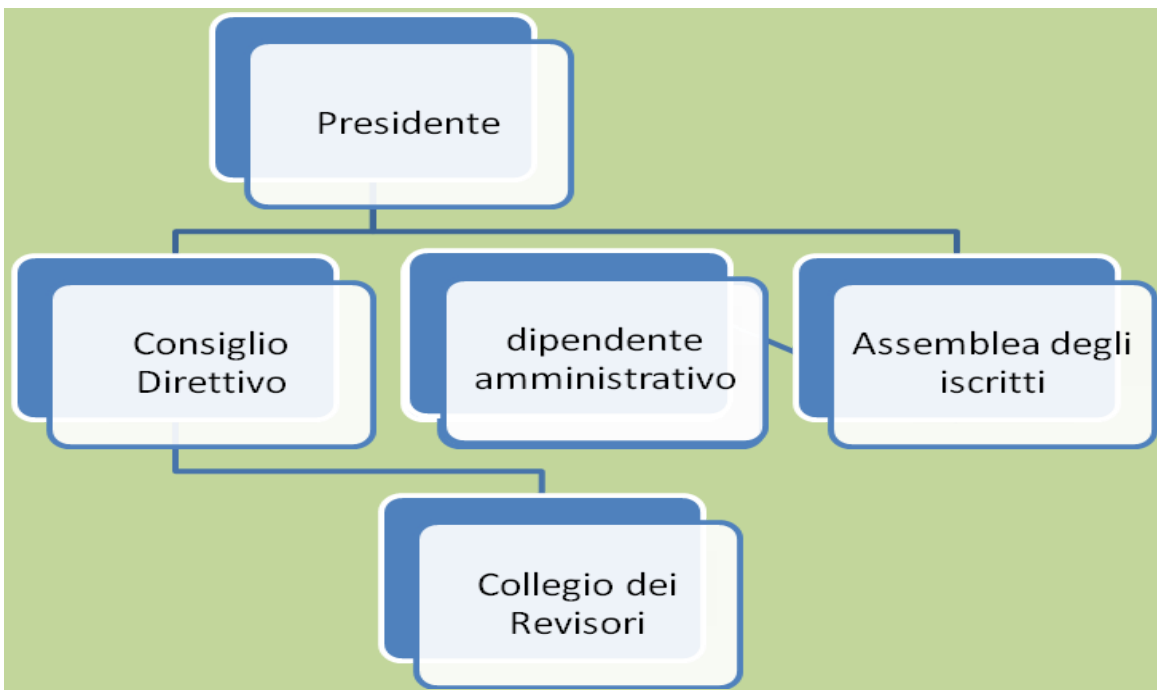 Presidente
Consiglio
Direttivo
dipendente
amministrativo
Assemblea degli
iscritti
Collegio dei
Revisori